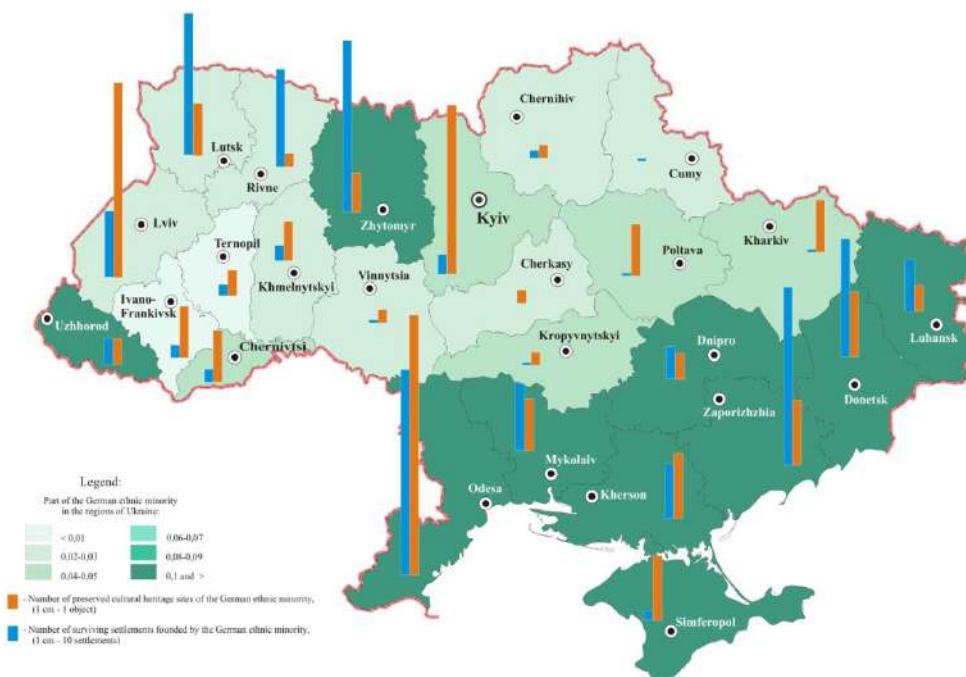 Chernihiv
Lutsk
Cumy
Rivne
Kyiv
Zhytomyr
Lviv
Kharkiv
Ternopil
Poltava
Cherkasy
Vinnytsia
Khmelnytskyi
Ivano-
Frankivsk
Luhansk
Uzhhorod
Kropyvnytskyi
Chernivtsi
Dnipro
Donetsk
Zaporizhzhia
Mykolaiv
Odesa
Kherson
Simferopol
Legend:
Part of the German ethnic minority
in the regions of Ukraine:
< 0,01
0,02-0,03
0,04-0,05
0,06-0,07
0,08-0,09
0,1 and >
- Number of preserved cultural heritage sites of the German ethnic minority,
(1 cm - 1 object)
- Number of surviving settlements founded by the German ethnic minority,
(1 cm - 10 settlements)